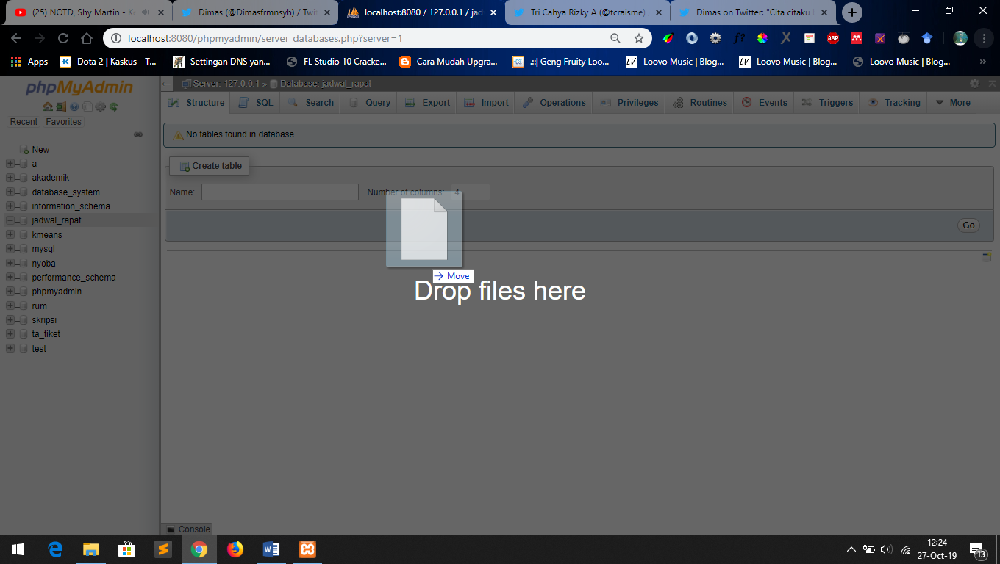 (25) NOTD, Shy Martin - Ke
Dimas (@Dimasfrmnsyh) / Twit
localhost:8080 / 127.0.0.1 / jad
Tri Cahya Rizky A (@tcraisme)
Dimas on Twitter: "Cita citaku
localhost:8080/phpmyadmin/server_databases.php?server=1
f?
ABP
Apps
Dota 2 | Kaskus - T...
Settingan DNS yan...
FL Studio 10 Cracke...
Cara Mudah Upgra...
..::| Geng Fruity Loo...
LV Loovo Music | Blog...
LV Loovo Music | Blog...
Loovo Music | Blog...
»
phpMyAdmin
Recent Favorites
New
a
akademik
database_system
information_schema
jadwal_rapat
kmeans
mysql
nyoba
performance_schema
phpmyadmin
rum
skripsi
ta_tiket
test
Server: 127.0.0.1 » Database: jadwal_rapat
Structure SQL Search Query Export Import Operations Privileges Routines Events Triggers Tracking More
No tables found in database.
Create table
Name: Number of columns: 4
Go
Move
Drop files here
Console
12:24
27-Oct-19
13